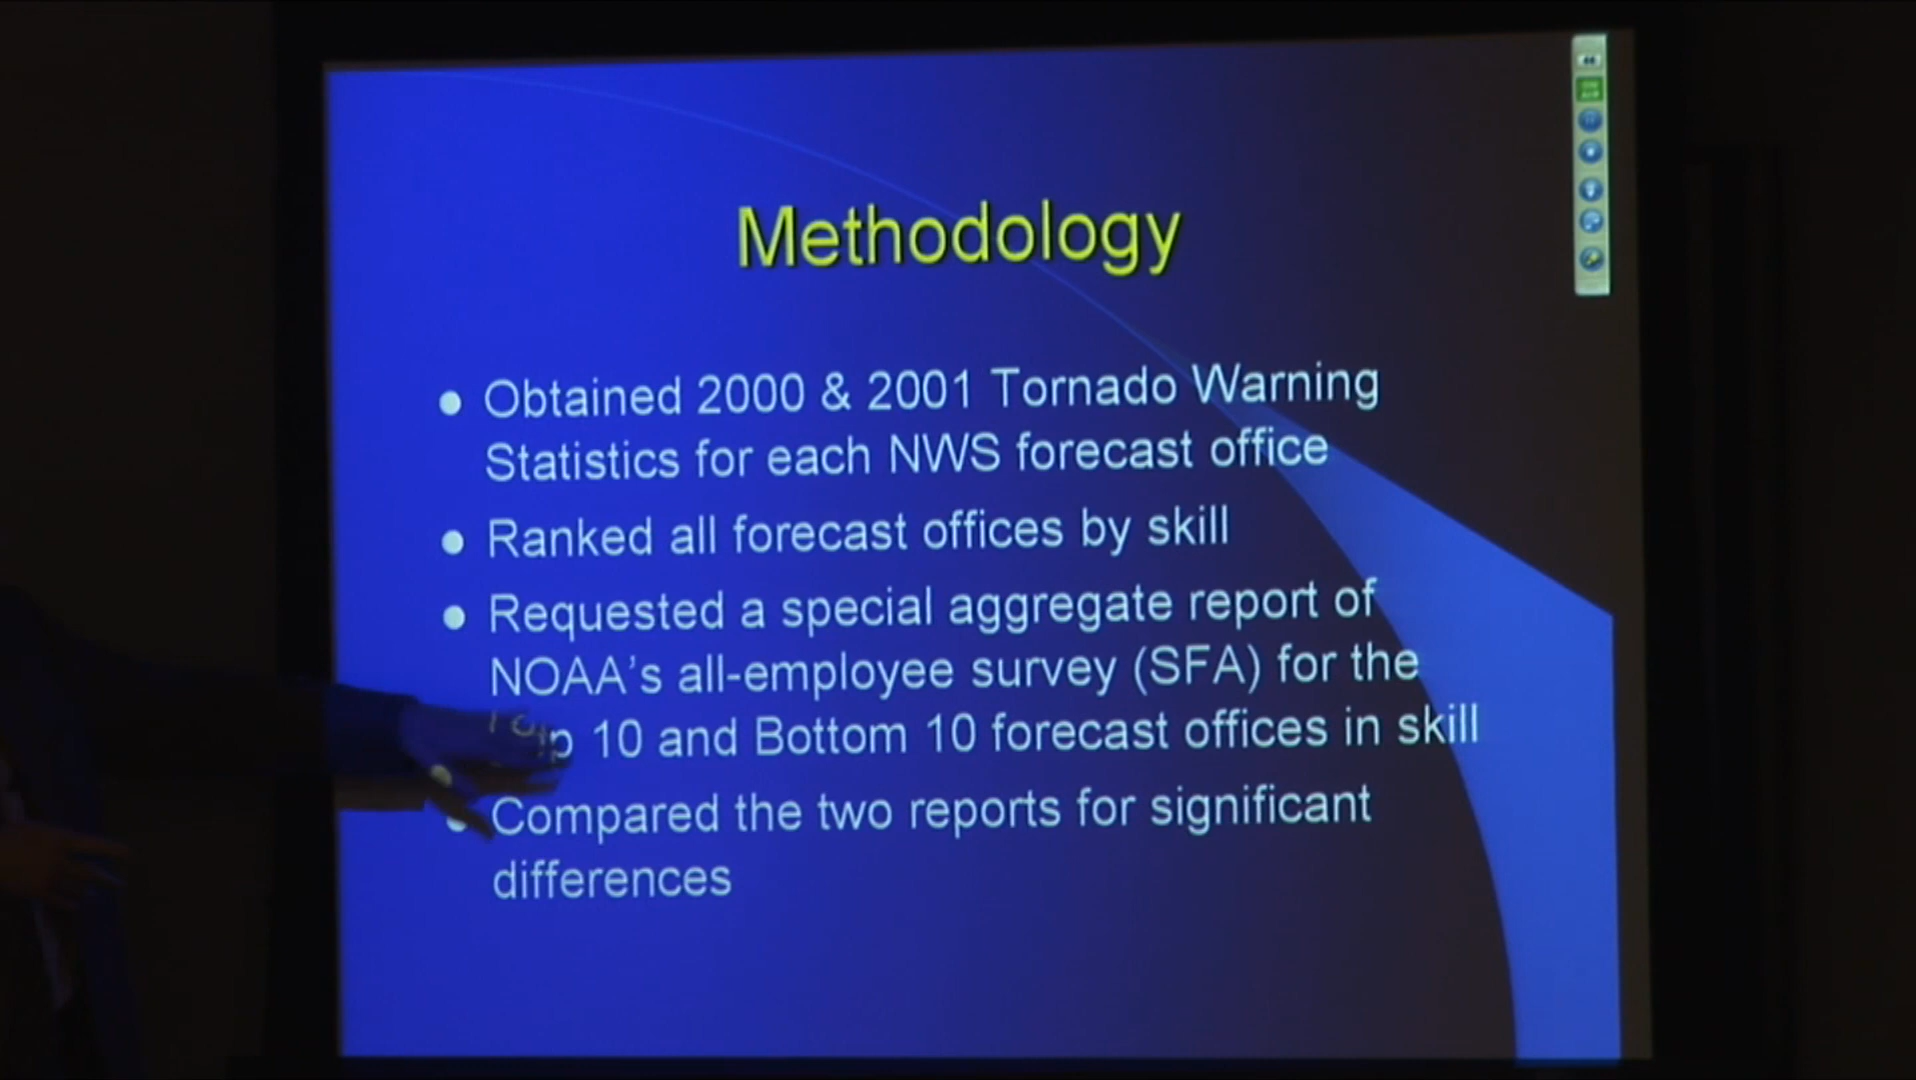 Methodology
● Obtained 2000 & 2001 Tornado Warning
Statistics for each NWS forecast office
● Ranked all forecast offices by skill
● Requested a special aggregate report of
NOAA's all-employee survey (SFA) for the
Top 10 and Bottom 10 forecast offices in skill
● Compared the two reports for significant
differences